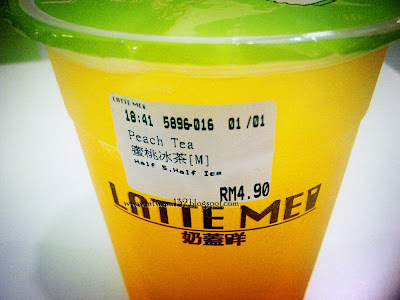 LATTE MEI
18:41 5896-016 01/01
Peach Tea
蜜桃冰茶[M]
Half S,Half Ice
RM4.90
LATTE MEI
奶蓋咩